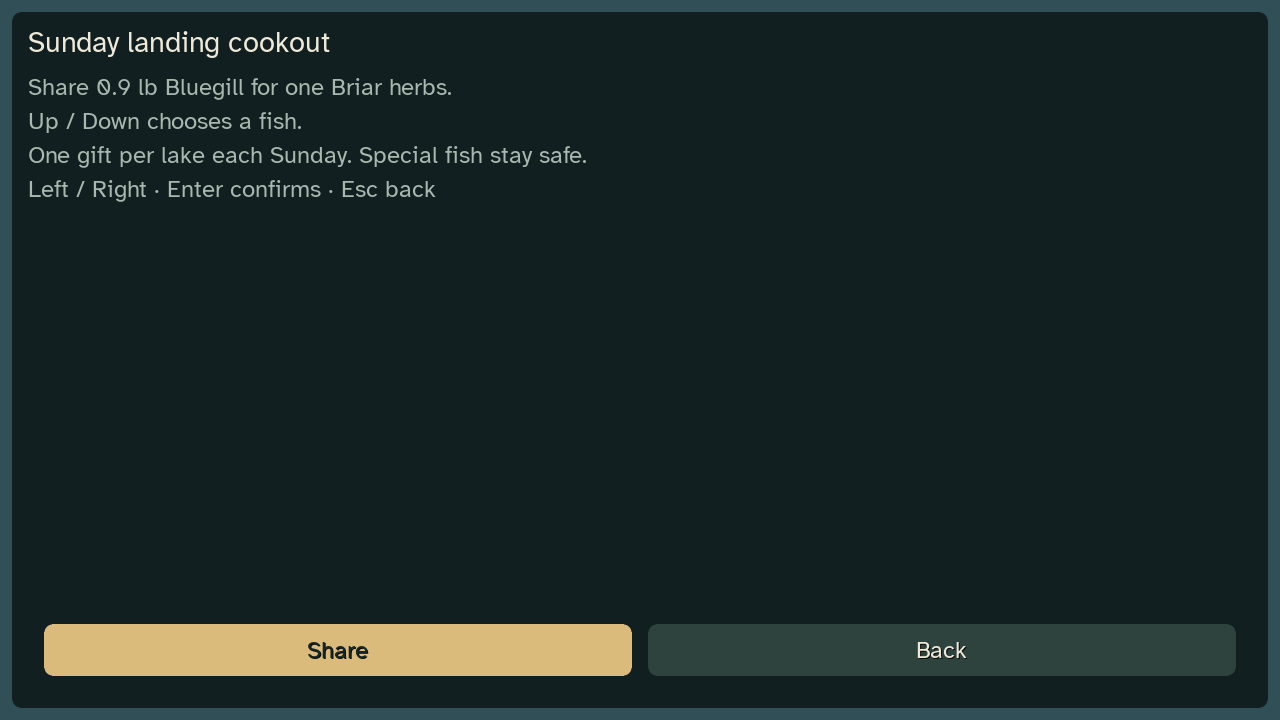 Sunday landing cookout
Share 0.9 lb Bluegill for one Briar herbs.
Up / Down chooses a fish.
One gift per lake each Sunday. Special fish stay safe.
Left / Right · Enter confirms · Esc back
Share
Back